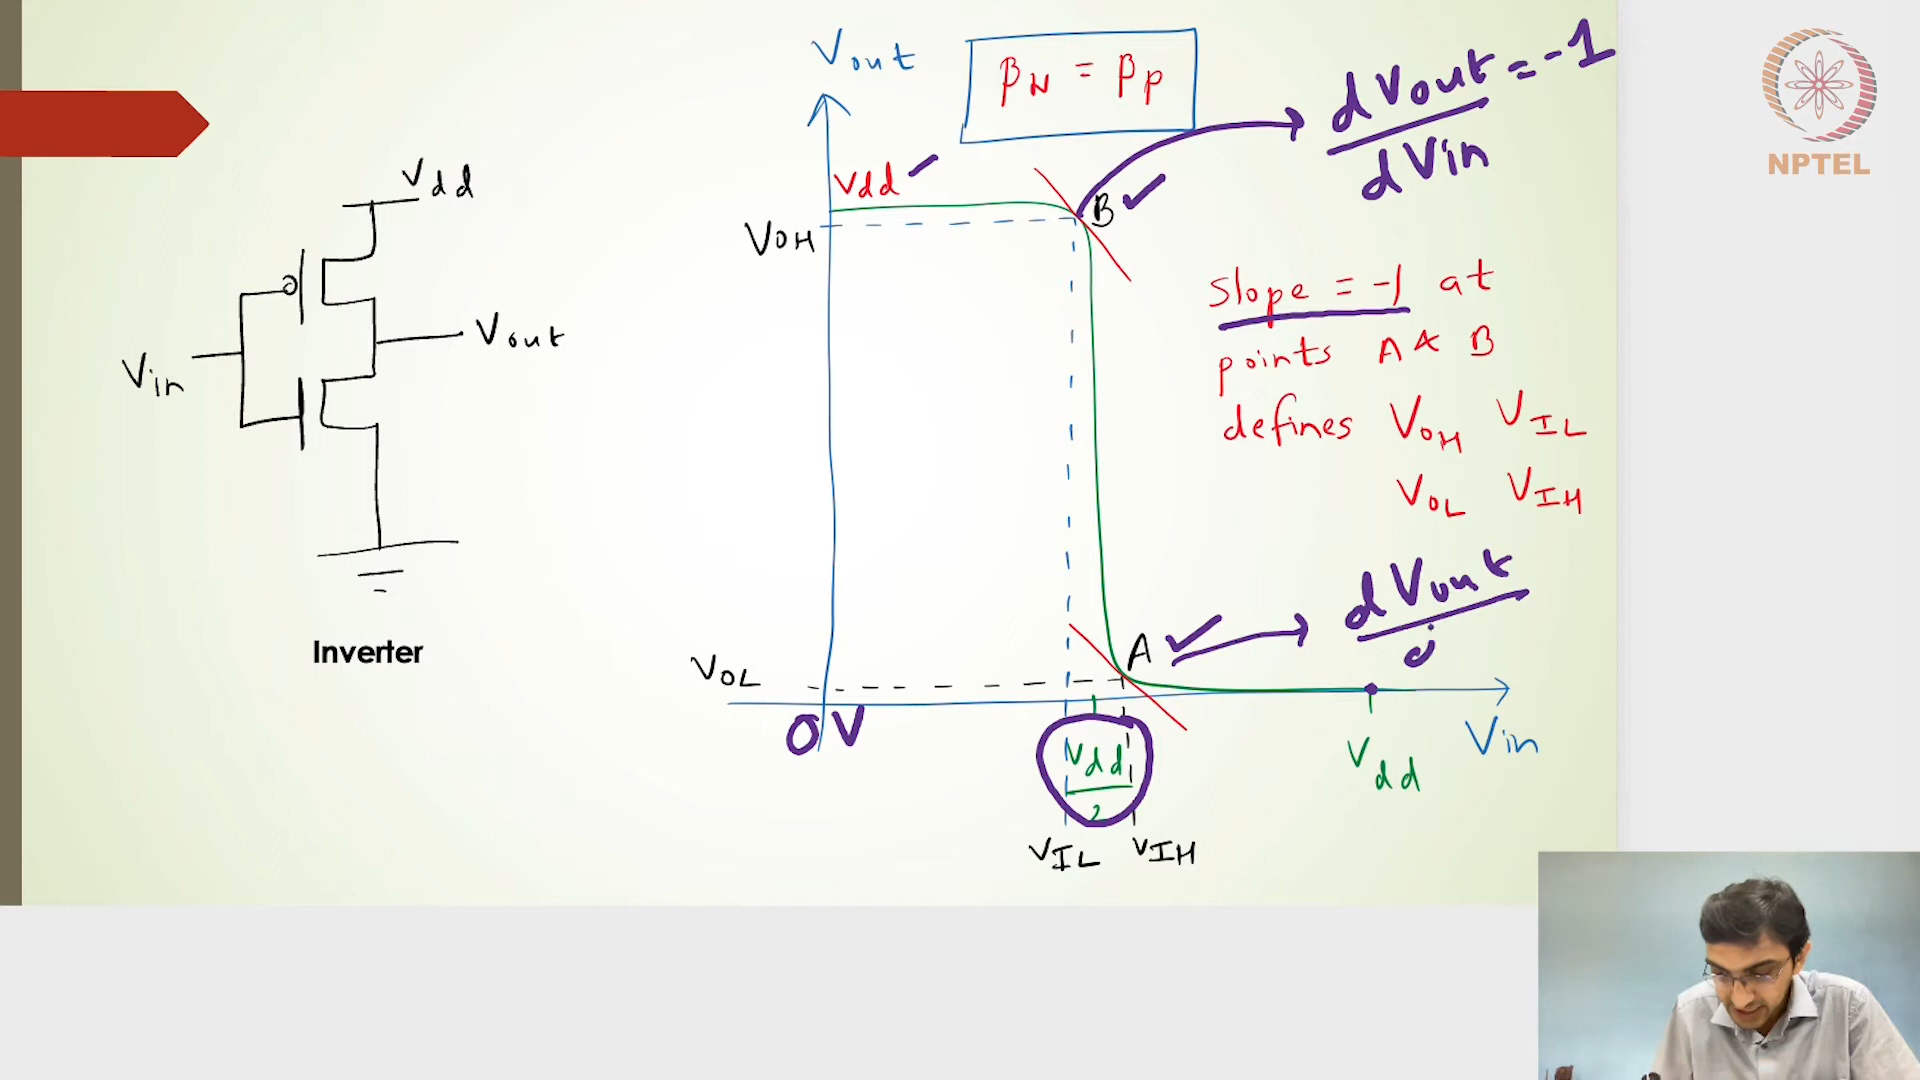 Vdd
Vin
Vout
Inverter
Vout
βN = βP
Vdd
VOH
B
dVout = -1
dVin
Slope = -1 at
points A & B
defines VOH VIL
VOL VIH
dVout
A
VOL
0V
Vdd
2
Vdd
Vin
VIL VIH
NPTEL